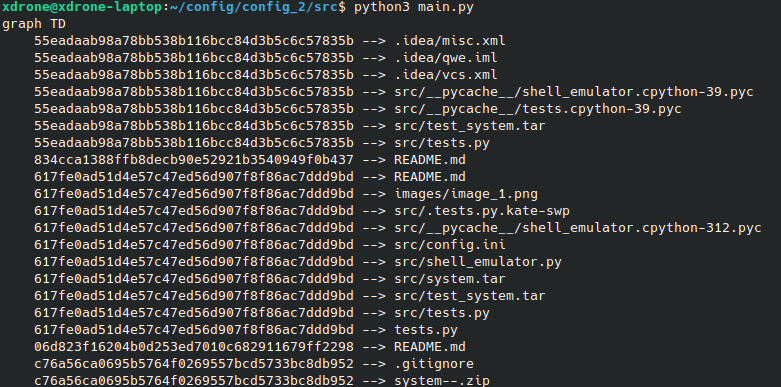 xdrone@xdrone-laptop:~/config/config_2/src$ python3 main.py
graph TD
55eadaab98a78bb538b116bcc84d3b5c6c57835b --> .idea/misc.xml
55eadaab98a78bb538b116bcc84d3b5c6c57835b --> .idea/qwe.iml
55eadaab98a78bb538b116bcc84d3b5c6c57835b --> .idea/vcs.xml
55eadaab98a78bb538b116bcc84d3b5c6c57835b --> src/__pycache__/shell_emulator.cpython-39.pyc
55eadaab98a78bb538b116bcc84d3b5c6c57835b --> src/__pycache__/tests.cpython-39.pyc
55eadaab98a78bb538b116bcc84d3b5c6c57835b --> src/test_system.tar
55eadaab98a78bb538b116bcc84d3b5c6c57835b --> src/tests.py
834cca1388ffb8decb90e52921b3540949f0b437 --> README.md
617fe0ad51d4e57c47ed56d907f8f86ac7ddd9bd --> README.md
617fe0ad51d4e57c47ed56d907f8f86ac7ddd9bd --> images/image_1.png
617fe0ad51d4e57c47ed56d907f8f86ac7ddd9bd --> src/.tests.py.kate-swp
617fe0ad51d4e57c47ed56d907f8f86ac7ddd9bd --> src/__pycache__/shell_emulator.cpython-312.pyc
617fe0ad51d4e57c47ed56d907f8f86ac7ddd9bd --> src/config.ini
617fe0ad51d4e57c47ed56d907f8f86ac7ddd9bd --> src/shell_emulator.py
617fe0ad51d4e57c47ed56d907f8f86ac7ddd9bd --> src/system.tar
617fe0ad51d4e57c47ed56d907f8f86ac7ddd9bd --> src/test_system.tar
617fe0ad51d4e57c47ed56d907f8f86ac7ddd9bd --> src/tests.py
617fe0ad51d4e57c47ed56d907f8f86ac7ddd9bd --> tests.py
06d823f16204b0d253ed7010c682911679ff2298 --> README.md
c76a56ca0695b5764f0269557bcd5733bc8db952 --> .gitignore
c76a56ca0695b5764f0269557bcd5733bc8db952 --> system--.zip